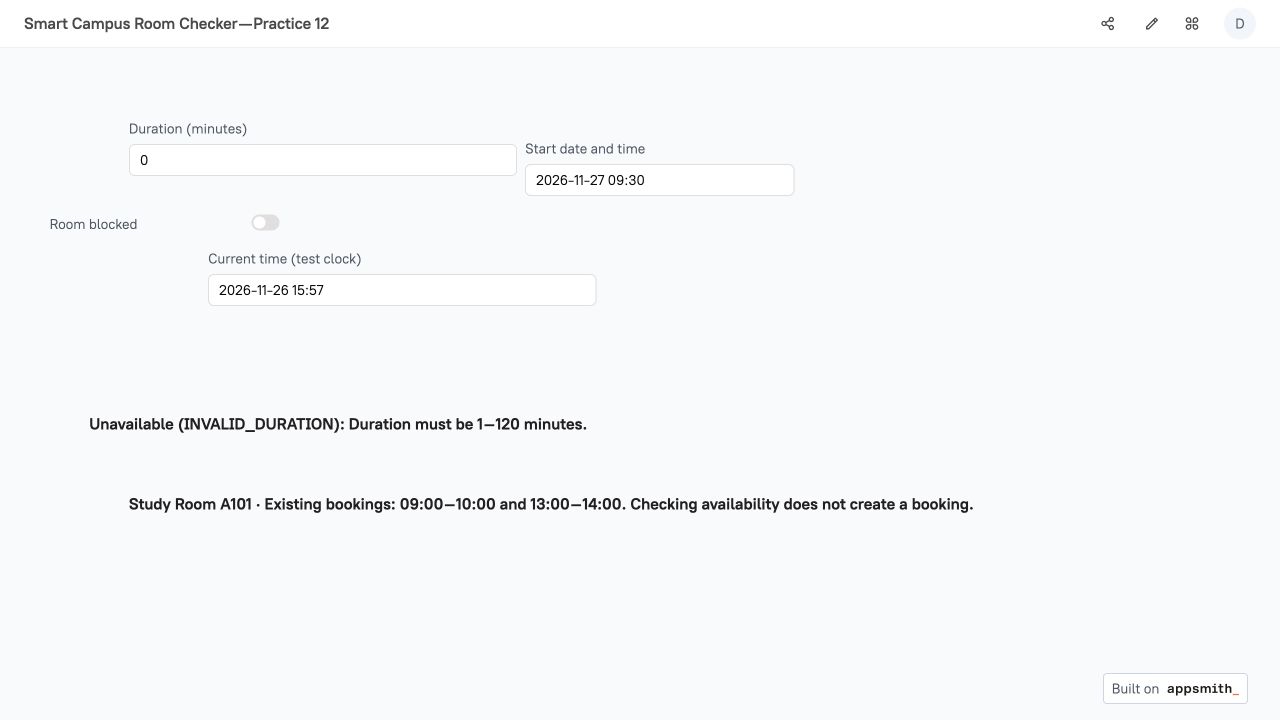 Smart Campus Room Checker—Practice 12
D
Duration (minutes)
0
Start date and time
2026-11-27 09:30
Room blocked
Current time (test clock)
2026-11-26 15:57
Unavailable (INVALID_DURATION): Duration must be 1–120 minutes.
Study Room A101 · Existing bookings: 09:00–10:00 and 13:00–14:00. Checking availability does not create a booking.
Built on appsmith_